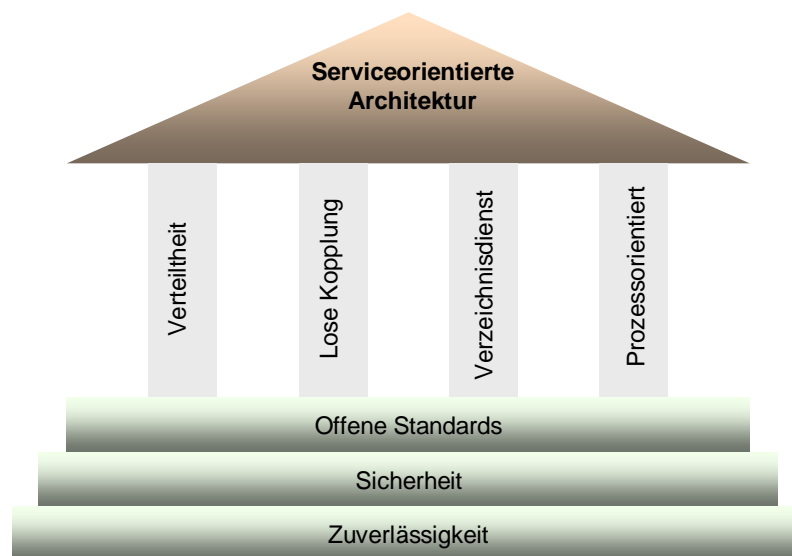 Serviceorientierte
Architektur
Verteiltheit
Lose Kopplung
Verzeichnisdienst
Prozessorientiert
Offene Standards
Sicherheit
Zuverlässigkeit